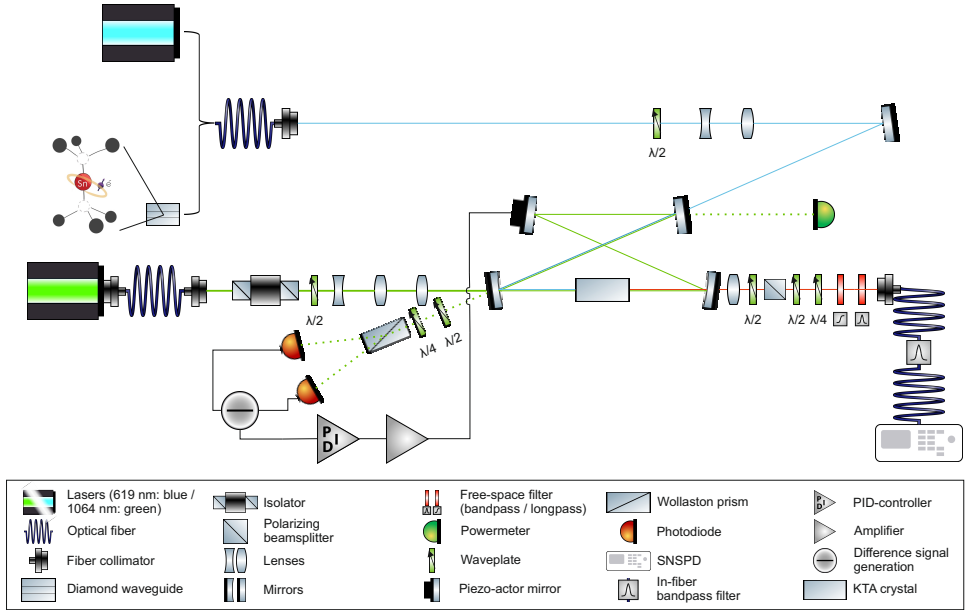 λ/2
Sn
e⁻
λ/2
λ/4
λ/2
λ/2
λ/2
λ/4
P
I
D
Lasers (619 nm: blue /
1064 nm: green)
Isolator
Free-space filter
(bandpass / longpass)
Wollaston prism
P
I
D
PID-controller
Optical fiber
Polarizing
beamsplitter
Powermeter
Photodiode
Amplifier
Fiber collimator
Lenses
Waveplate
SNSPD
Difference signal
generation
Diamond waveguide
Mirrors
Piezo-actor mirror
In-fiber
bandpass filter
KTA crystal